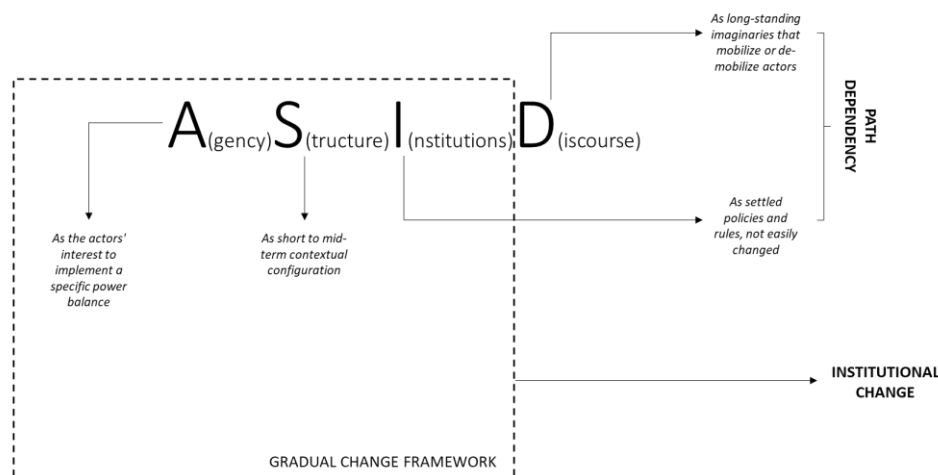 As long-standing
imaginaries that
mobilize or de-
mobilize actors
PATH
DEPENDENCY
A(gency)S(tructure)I(nstitutions)D(iscourse)
As the actors'
interest to
implement a
specific power
balance
As short to mid-
term contextual
configuration
As settled
policies and
rules, not easily
changed
INSTITUTIONAL
CHANGE
GRADUAL CHANGE FRAMEWORK